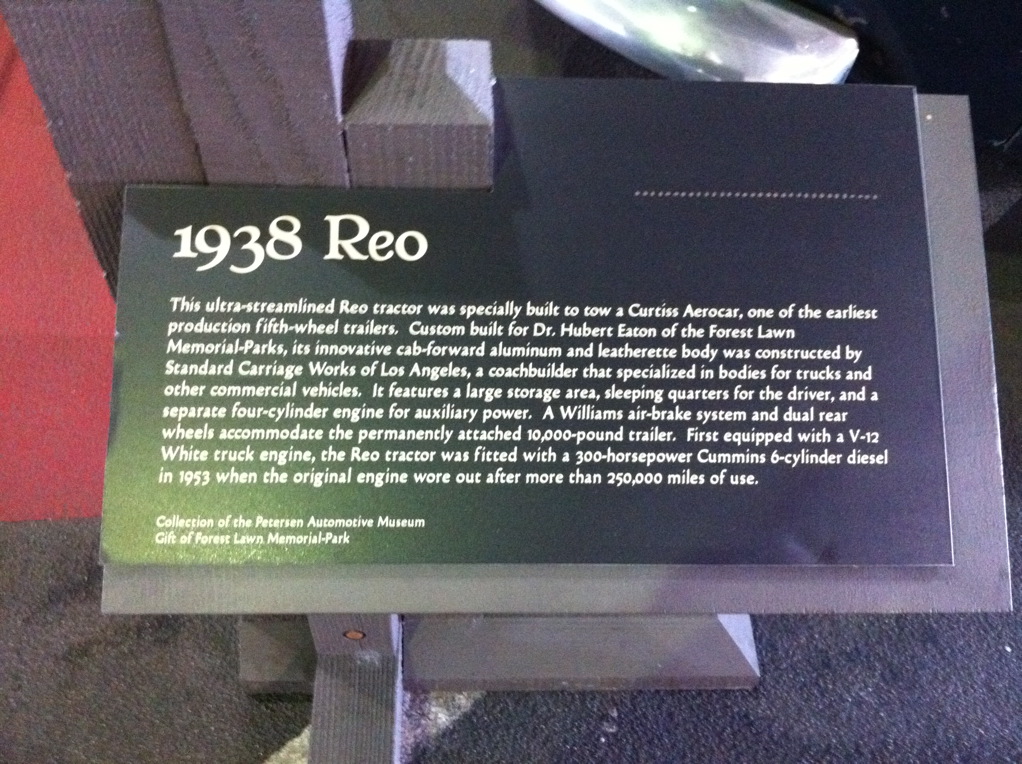 1938 Reo
This ultra-streamlined Reo tractor was specially built to tow a Curtiss Aerocar, one of the earliest
production fifth-wheel trailers. Custom built for Dr. Hubert Eaton of the Forest Lawn
Memorial-Parks, its innovative cab-forward aluminum and leatherette body was constructed by
Standard Carriage Works of Los Angeles, a coachbuilder that specialized in bodies for trucks and
other commercial vehicles. It features a large storage area, sleeping quarters for the driver, and a
separate four-cylinder engine for auxiliary power. A Williams air-brake system and dual rear
wheels accommodate the permanently attached 10,000-pound trailer. First equipped with a V-12
White truck engine, the Reo tractor was fitted with a 300-horsepower Cummins 6-cylinder diesel
in 1953 when the original engine wore out after more than 250,000 miles of use.
Collection of the Petersen Automotive Museum
Gift of Forest Lawn Memorial-Park